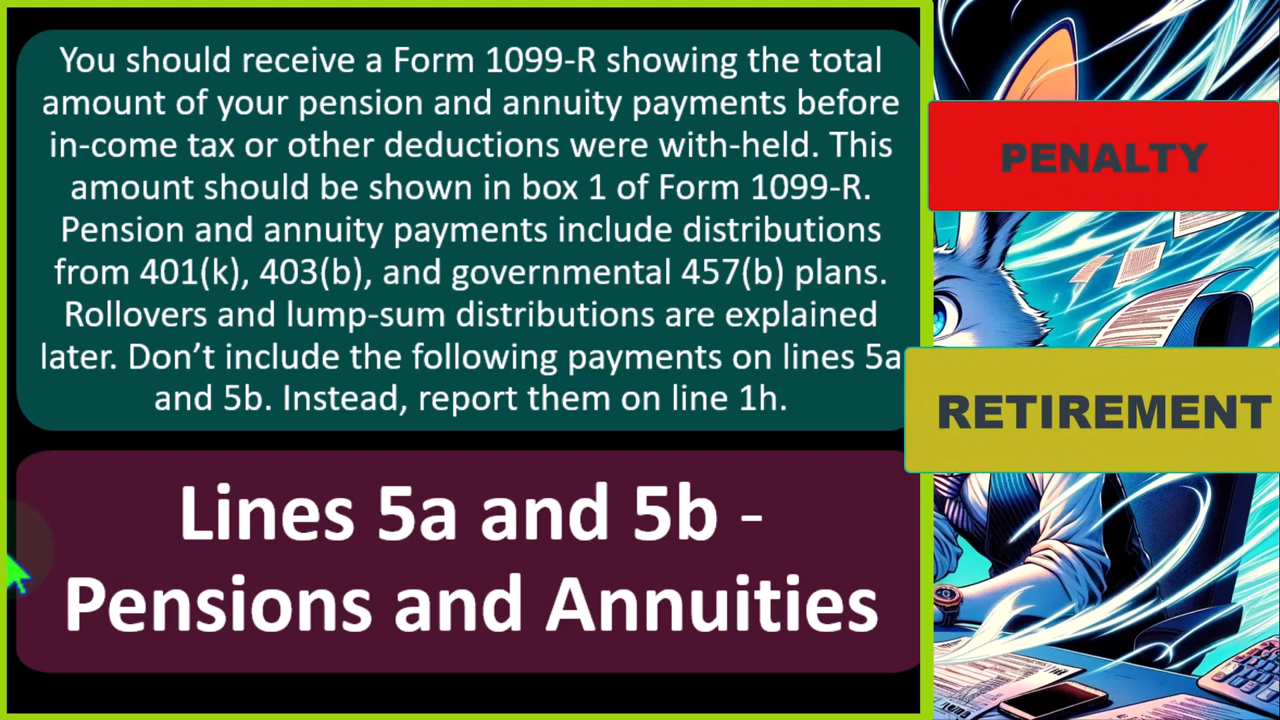 You should receive a Form 1099-R showing the total
amount of your pension and annuity payments before
in-come tax or other deductions were with-held. This
amount should be shown in box 1 of Form 1099-R.
Pension and annuity payments include distributions
from 401(k), 403(b), and governmental 457(b) plans.
Rollovers and lump-sum distributions are explained
later. Don’t include the following payments on lines 5a
and 5b. Instead, report them on line 1h.
Lines 5a and 5b -
Pensions and Annuities
PENALTY
RETIREMENT